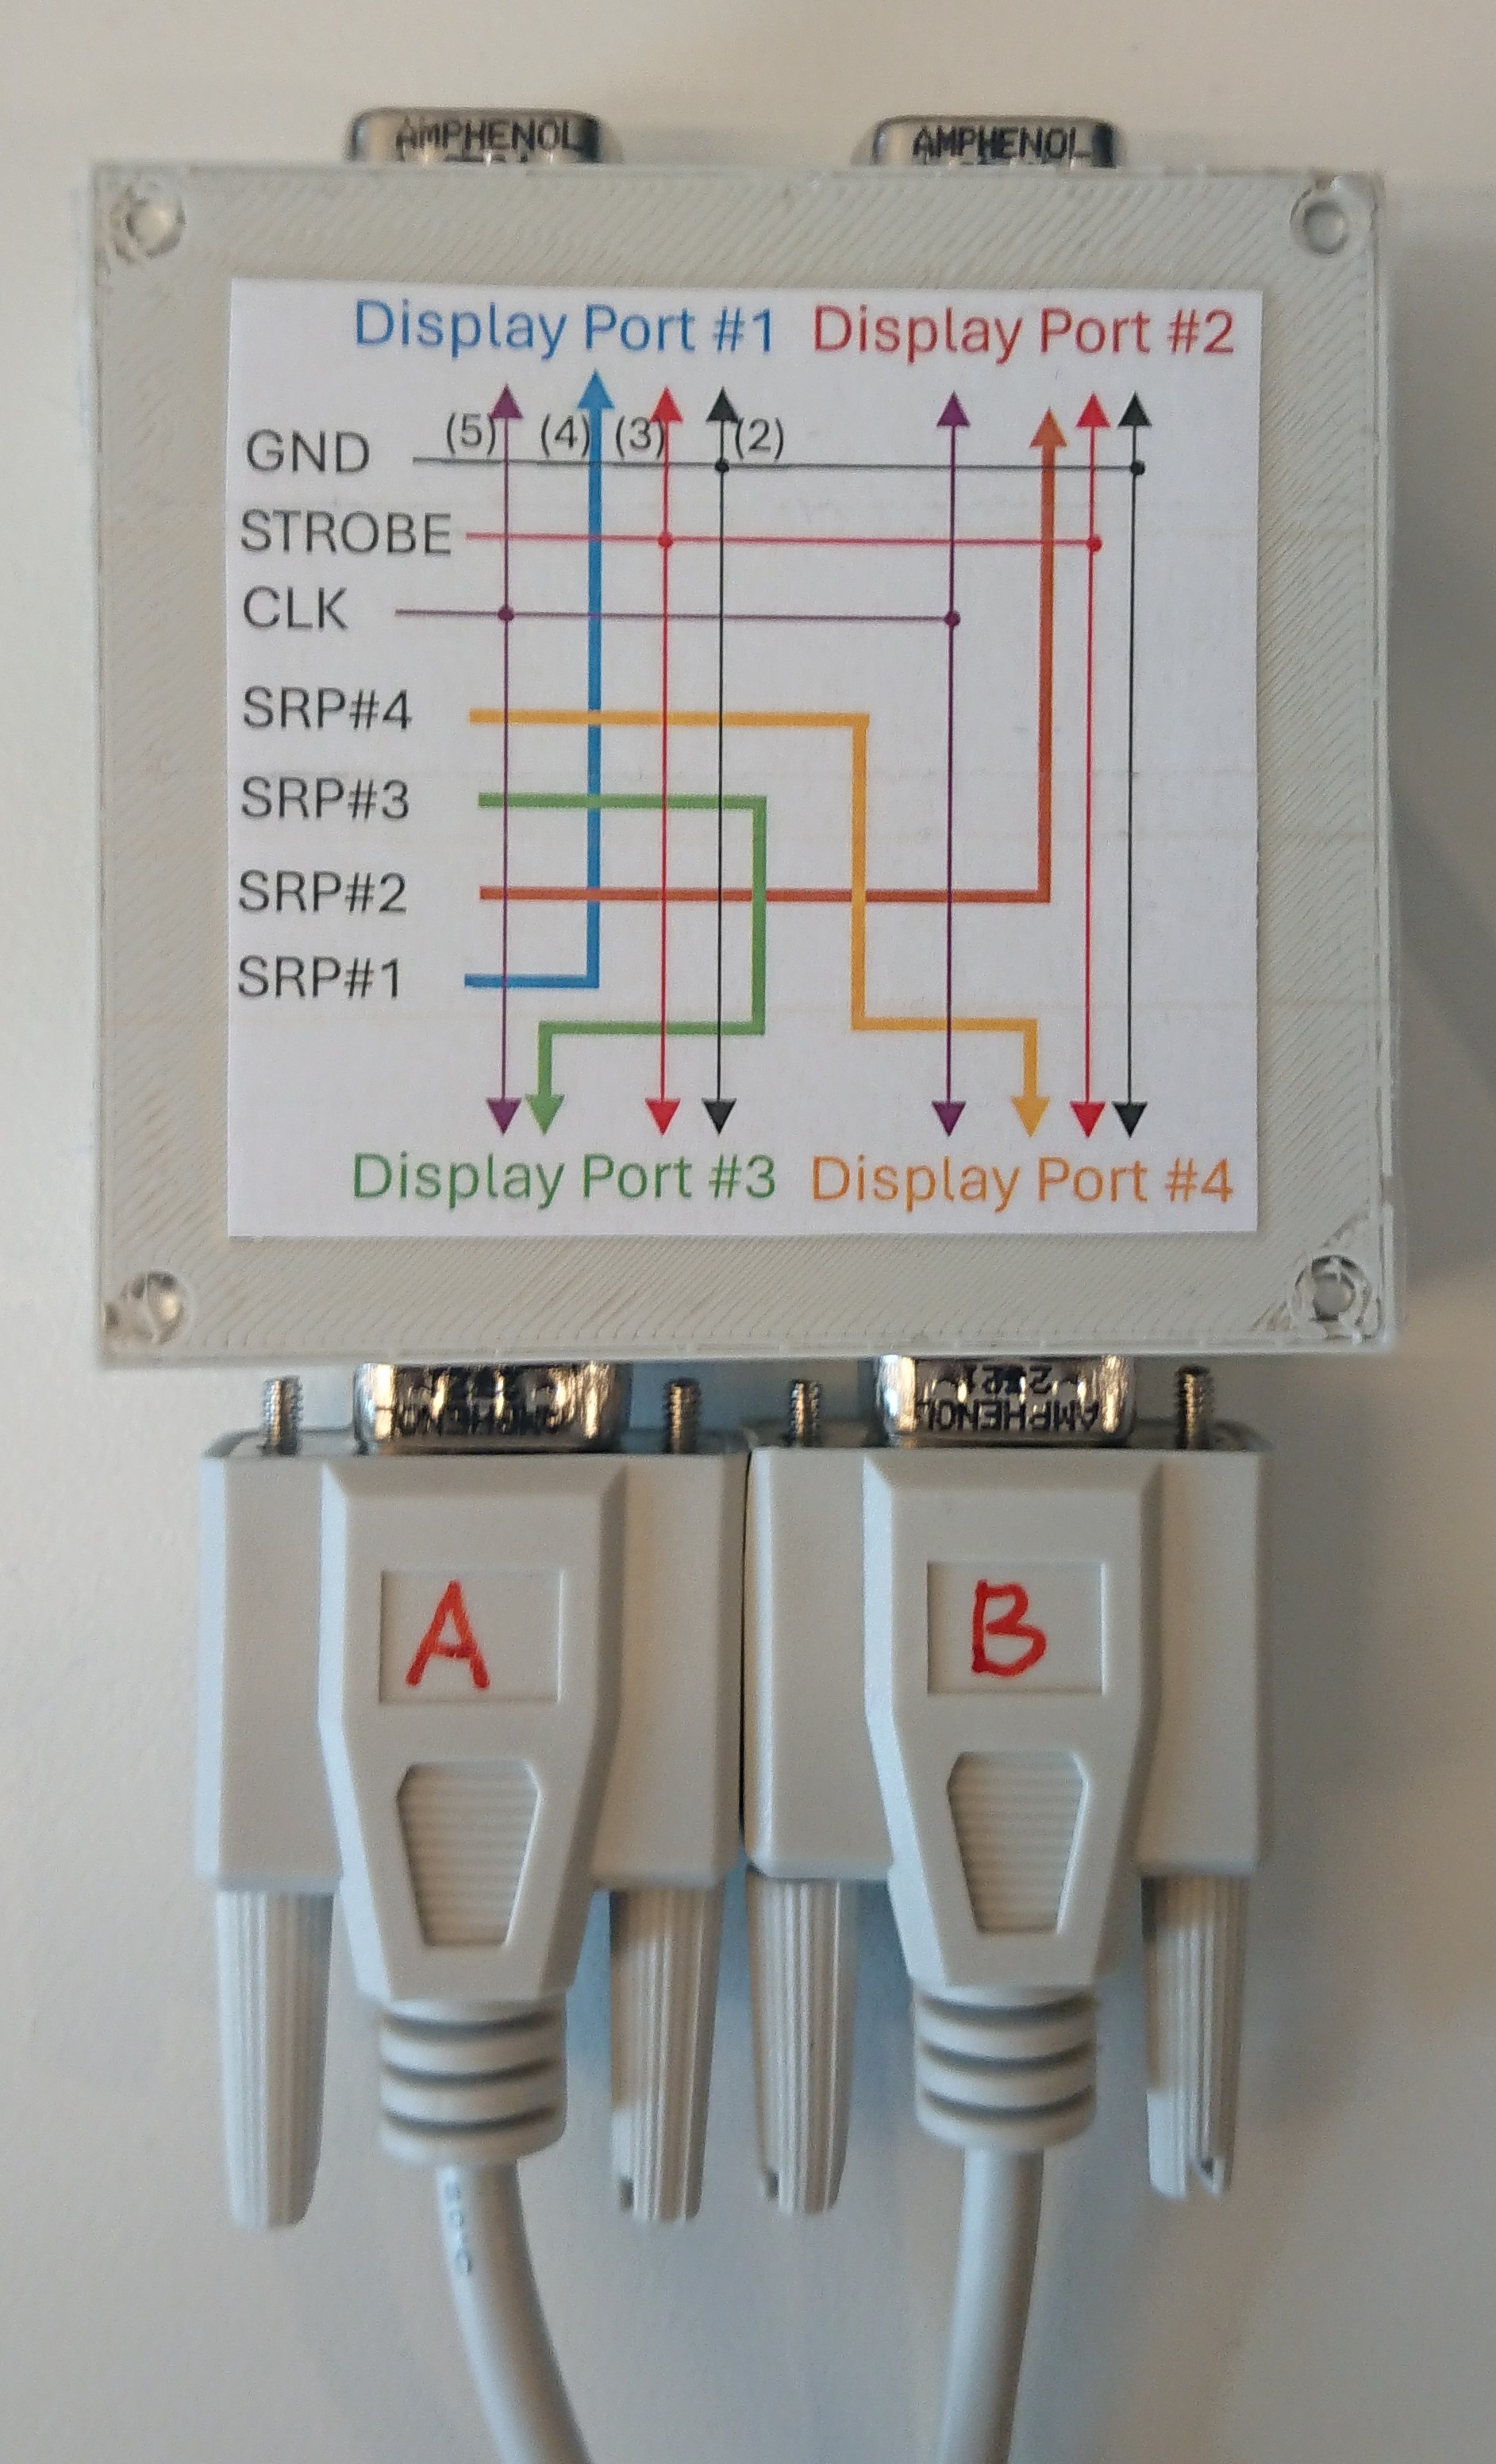 AMPHENOL AMPHENOL
Display Port #1 Display Port #2
(5) (4) (3) (2)
GND
STROBE
CLK
SRP#4
SRP#3
SRP#2
SRP#1
Display Port #3 Display Port #4
AMPHENOL AMPHENOL
A B